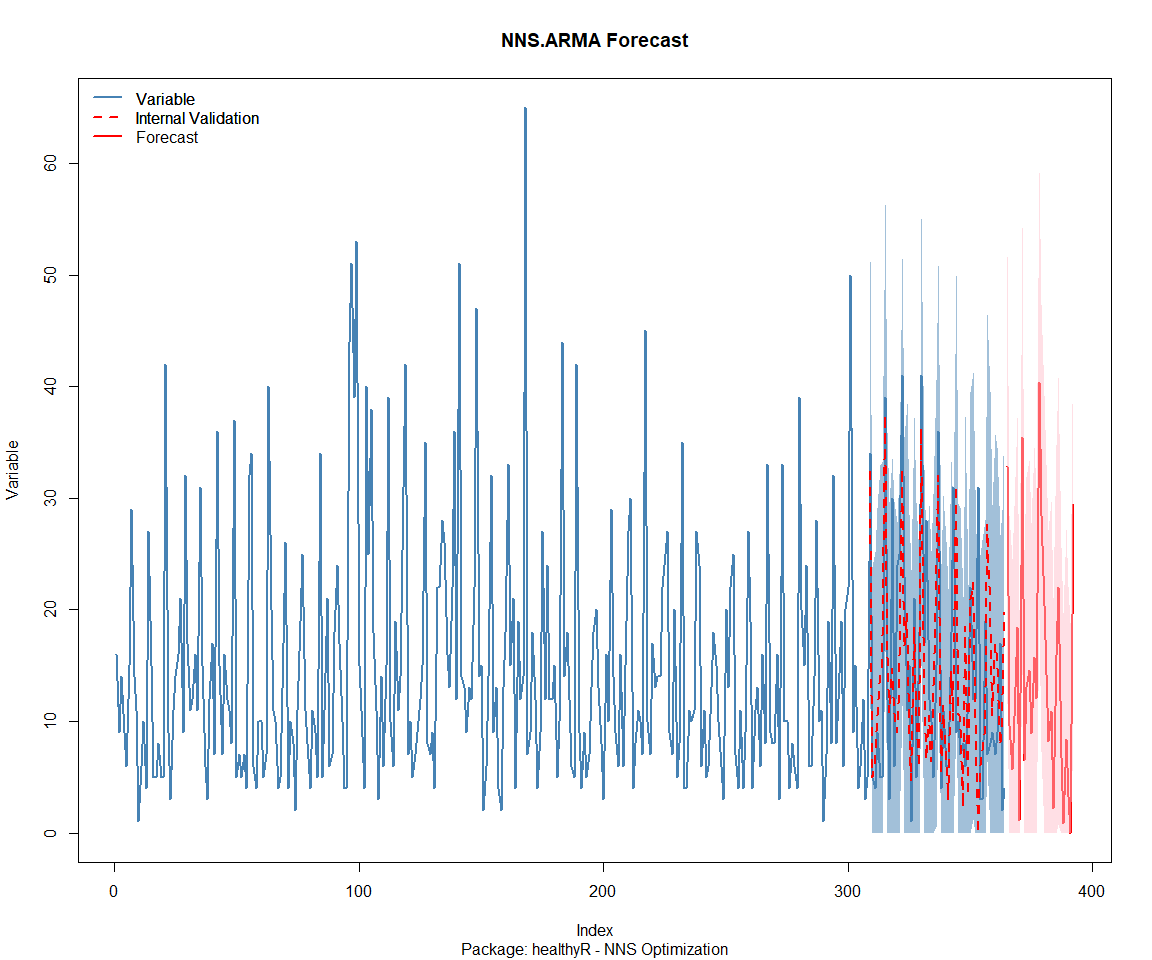 NNS.ARMA Forecast
Variable
Internal Validation
Forecast
60
50
40
30
20
10
0
Variable
0 100 200 300 400
Index
Package: healthyR - NNS Optimization